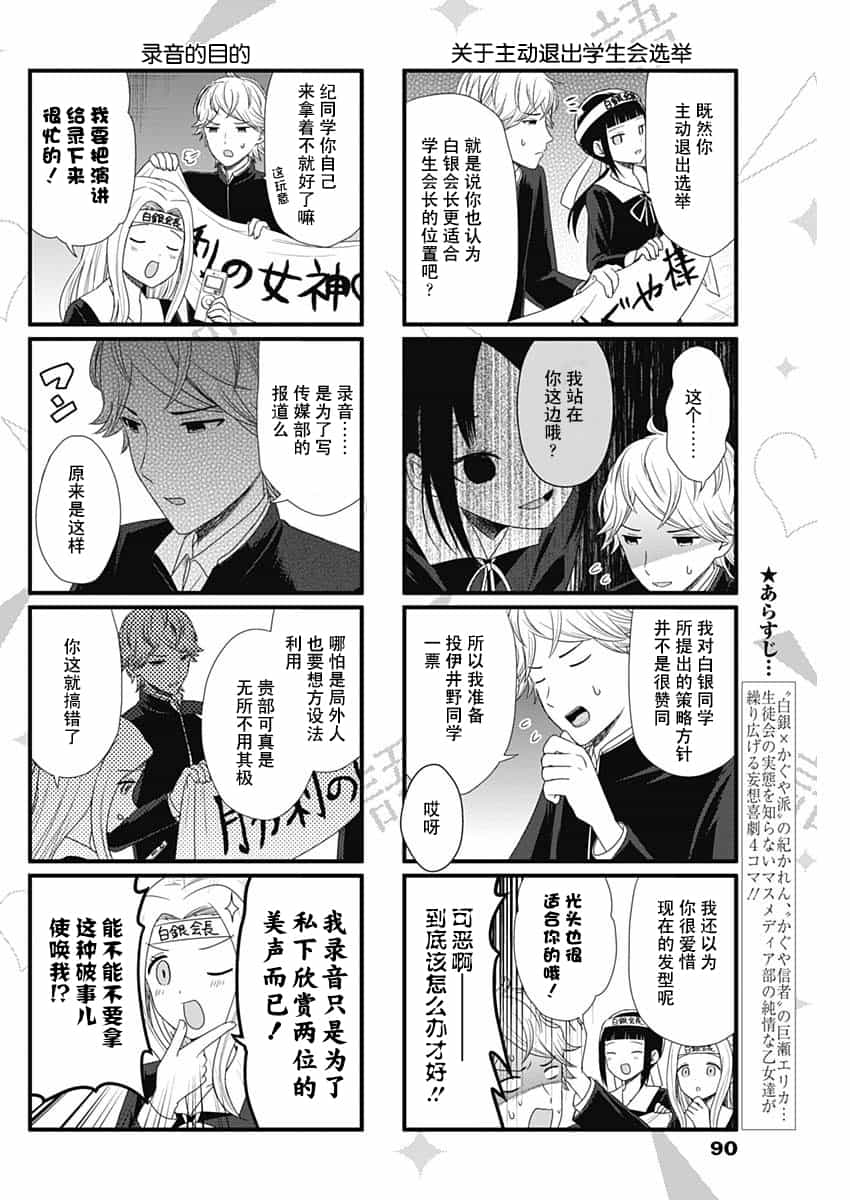 关于主动退出学生会选举
既然你
主动退出选举
就是说你也认为
白银会长更适合
学生会长的位置吧？
ぐや様
这个……
我站在
你这边哦？
我对白银同学
所提出的策略方针
并不是很赞同
所以我准备
投伊井野同学
一票
哎呀
我还以为
你很爱惜
现在的发型呢
光头也很
适合你的哦！
可恶啊——
到底该怎么办才好！！
录音的目的
纪同学你自己
来拿着不就好了嘛
这玩意
我要把演讲
给录下来
很忙的！
白銀会長
利の女神
录音……
是为了写
传媒部的
报道么
原来是这样
フン
哪怕是局外人
也要想方设法
利用
贵部可真是
无所不用其极
你这就
搞错了
勝利の
我录音只是为了
私下欣赏两位的
美声而已！
白銀会長
能不能不要拿
这种破事儿
使唤我!?
★あらすじ…
〝白銀×かぐや派〟の紀かれん、〝かぐや信者〟の巨瀬エリカ…
生徒会の実態を知らないマスメディア部の純情な乙女達が
繰り広げる妄想喜劇4コマ!!
90